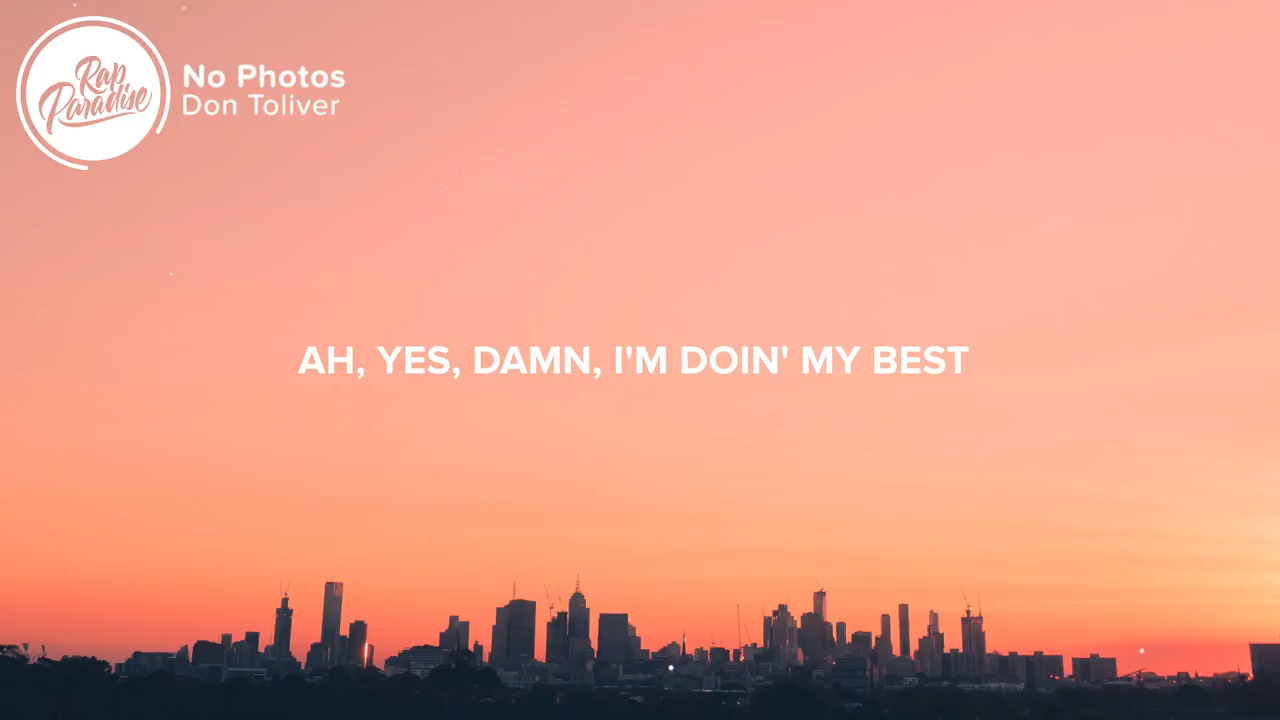 Rap
Paradise
No Photos
Don Toliver
AH, YES, DAMN, I'M DOIN' MY BEST